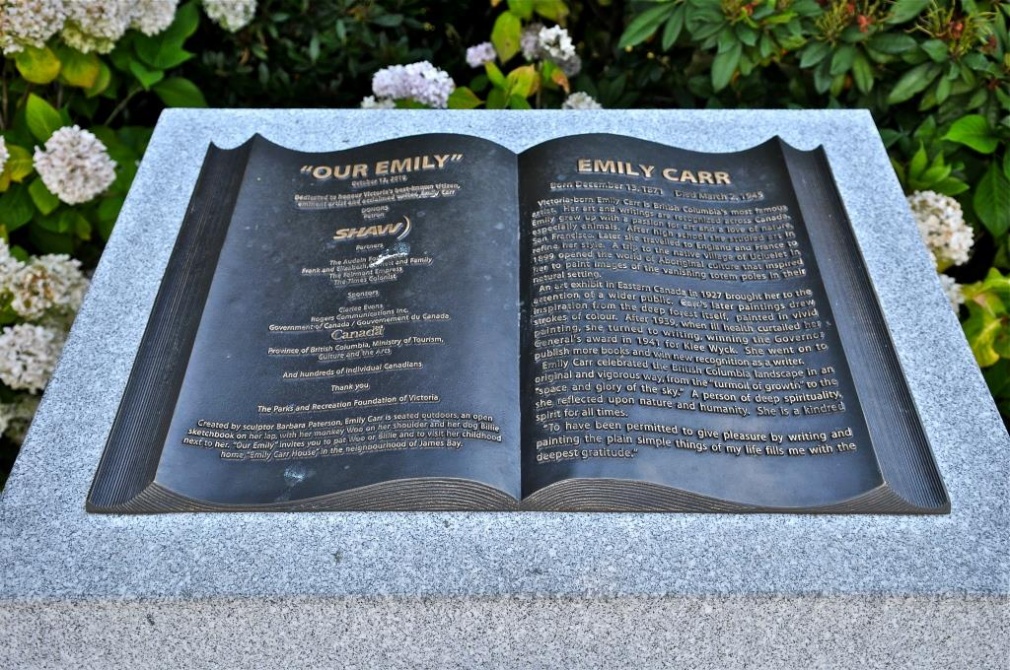 "OUR EMILY"
October 13, 2010
Dedicated to honor Victoria's best-known citizen,
eminent artist and esteemed writer, Emily Carr
DONORS
Patron
SHAW)
Partners
The Audain
Frank and Elizabeth, and Family
The Fairmont Empress
The Times Colonist
Sponsors
Clarice Evans
Rogers Communications Inc.
Government of Canada / Gouvernement du Canada
Canada
Province of British Columbia, Ministry of Tourism,
Culture and the Arts
And hundreds of individual Canadians.
Thank you,
The Parks and Recreation Foundation of Victoria
Created by sculptor Barbara Paterson, Emily Carr is seated outdoors, an open
sketchbook on her lap, with her monkey Woo on her shoulder and her dog Billie
next to her. "Our Emily" invites you to pat Woo or Billie and to visit her childhood
home "Emily Carr House" in the neighbourhood of James Bay.
EMILY CARR
Born December 13, 1871 Died March 2, 1945
Victoria-born Emily Carr is British Columbia's most famous
artist. Her art and writings are recognized across Canada.
Emily grew up with a passion for art and a love of nature,
especially animals. After high school she studied art in
San Francisco. Later she travelled to England and France to
refine her style. A trip to the native village of Ucluelet in
1899 opened the world of Aboriginal culture that inspired
her to paint images of the vanishing totem poles in their
natural setting.
An art exhibit in Eastern Canada in 1927 brought her to the
attention of a wider public. Carr's later paintings drew
inspiration from the deep forest itself, painted in vivid
strokes of colour. After 1939, when ill health curtailed her
painting, she turned to writing, winning the Governor
General's award in 1941 for Klee Wyck. She went on to
publish more books and win new recognition as a writer.
Emily Carr celebrated the British Columbia landscape in an
original and vigorous way, from the "turmoil of growth," to the
"space and glory of the sky." A person of deep spirituality,
she reflected upon nature and humanity. She is a kindred
spirit for all times.
"To have been permitted to give pleasure by writing and
painting the plain simple things of my life fills me with the
deepest gratitude."